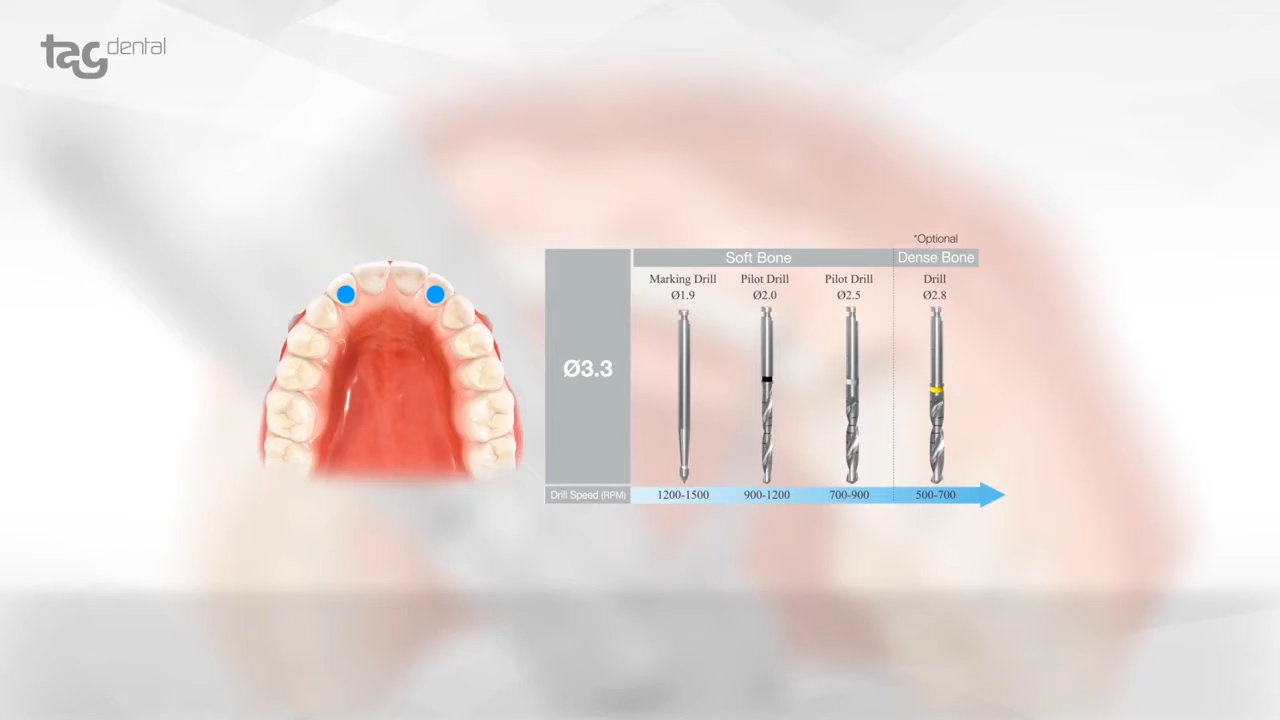 tag dental
*Optional
Soft Bone
Dense Bone
Marking Drill
Ø1.9
Pilot Drill
Ø2.0
Pilot Drill
Ø2.5
Drill
Ø2.8
Ø3.3
Drill Speed (RPM)
1200-1500
900-1200
700-900
500-700